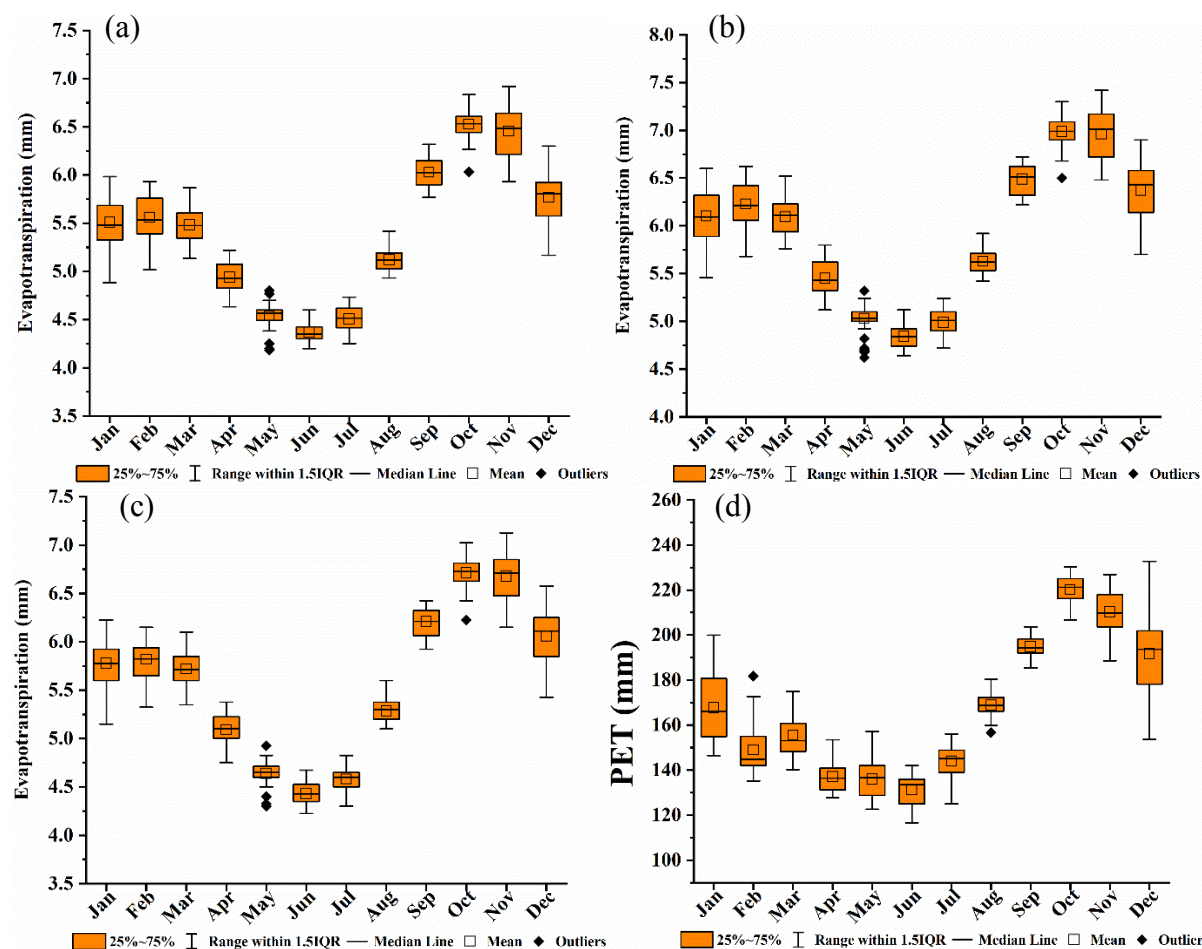 (a)
7.5
7.0
6.5
6.0
5.5
5.0
4.5
4.0
3.5
Evapotranspiration (mm)
Jan Feb Mar Apr May Jun Jul Aug Sep Oct Nov Dec
25%~75% Range within 1.5IQR Median Line Mean Outliers
(b)
8.0
7.5
7.0
6.5
6.0
5.5
5.0
4.5
4.0
Evapotranspiration (mm)
Jan Feb Mar Apr May Jun Jul Aug Sep Oct Nov Dec
25%~75% Range within 1.5IQR Median Line Mean Outliers
(c)
7.5
7.0
6.5
6.0
5.5
5.0
4.5
4.0
3.5
Evapotranspiration (mm)
Jan Feb Mar Apr May Jun Jul Aug Sep Oct Nov Dec
25%~75% Range within 1.5IQR Median Line Mean Outliers
(d)
260
240
220
200
180
160
140
120
100
PET (mm)
Jan Feb Mar Apr May Jun Jul Aug Sep Oct Nov Dec
25%~75% Range within 1.5IQR Median Line Mean Outliers